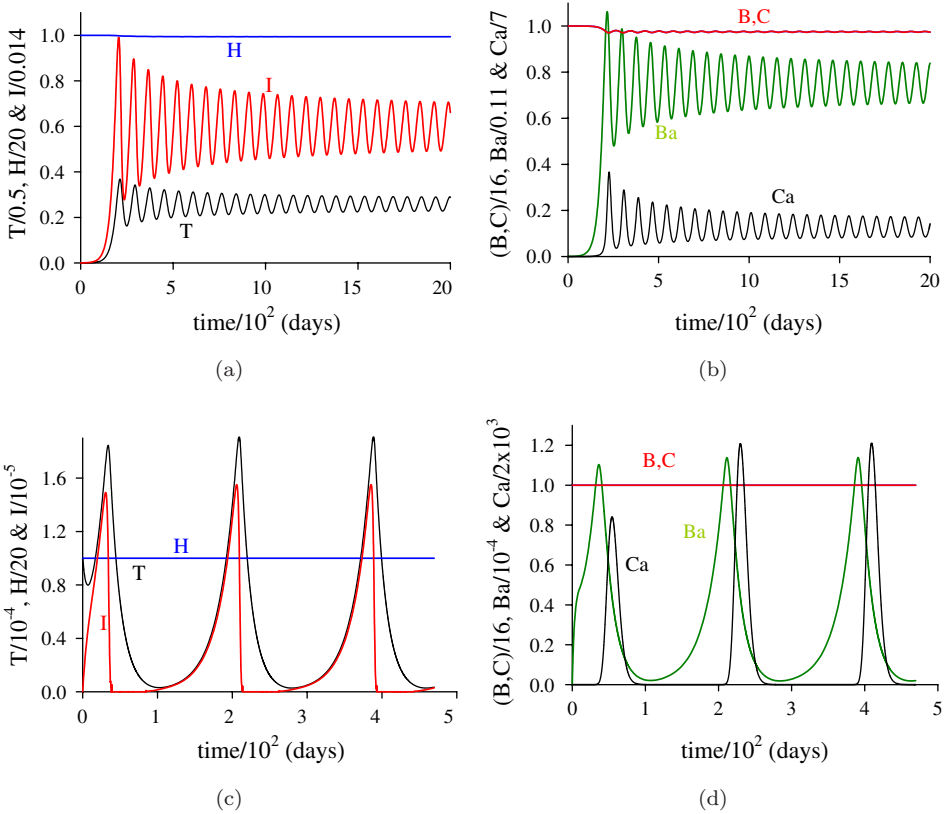 T/0.5, H/20 & I/0.014
1.0
0.8
0.6
0.4
0.2
0.0
H
I
T
0
5
10
15
20
time/10² (days)
(a)
(B,C)/16, Ba/0.11 & Ca/7
1.0
0.8
0.6
0.4
0.2
0.0
B,C
Ba
Ca
0
5
10
15
20
time/10² (days)
(b)
T/10⁻⁴, H/20 & I/10⁻⁵
1.6
1.2
0.8
0.4
0.0
H
T
I
0
1
2
3
4
5
time/10² (days)
(c)
(B,C)/16, Ba/10⁻⁴ & Ca/2x10³
1.2
1.0
0.8
0.6
0.4
0.2
0.0
B,C
Ba
Ca
0
1
2
3
4
5
time/10² (days)
(d)